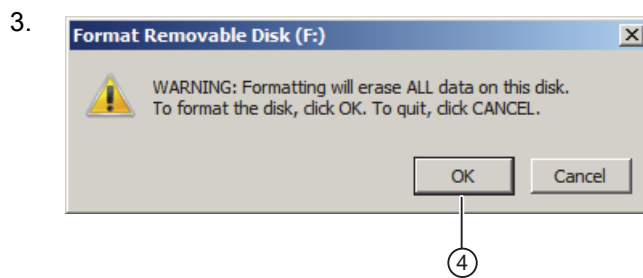 3.
Format Removable Disk (F:)
WARNING: Formatting will erase ALL data on this disk.
To format the disk, click OK. To quit, click CANCEL.
OK Cancel
4